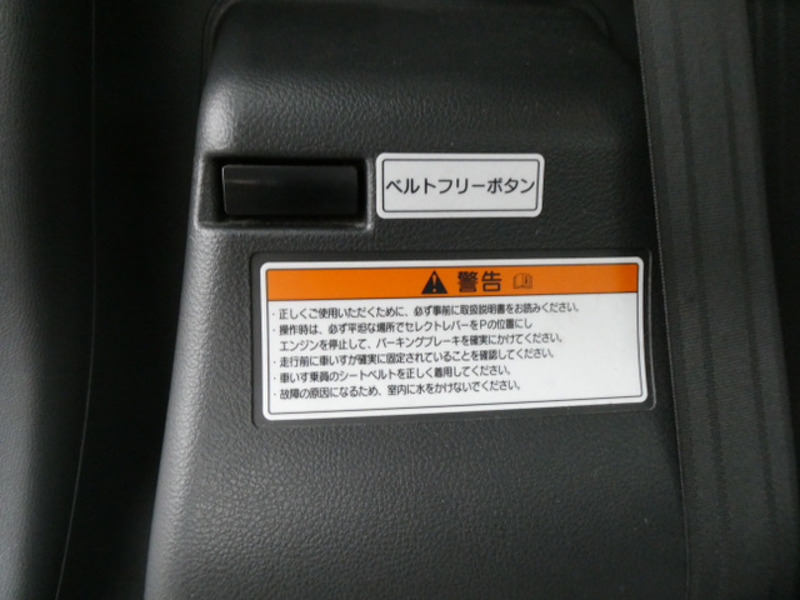 ベルトフリーボタン
警告
・正しくご使用いただくために、必ず事前に取扱説明書をお読みください。
・操作時は、必ず平坦な場所でセレクトレバーをPの位置にし
エンジンを停止して、パーキングブレーキを確実にかけてください。
・走行前に車いすが確実に固定されていることを確認してください。
・車いす乗員のシートベルトを正しく着用してください。
・故障の原因になるため、室内に水をかけないでください。